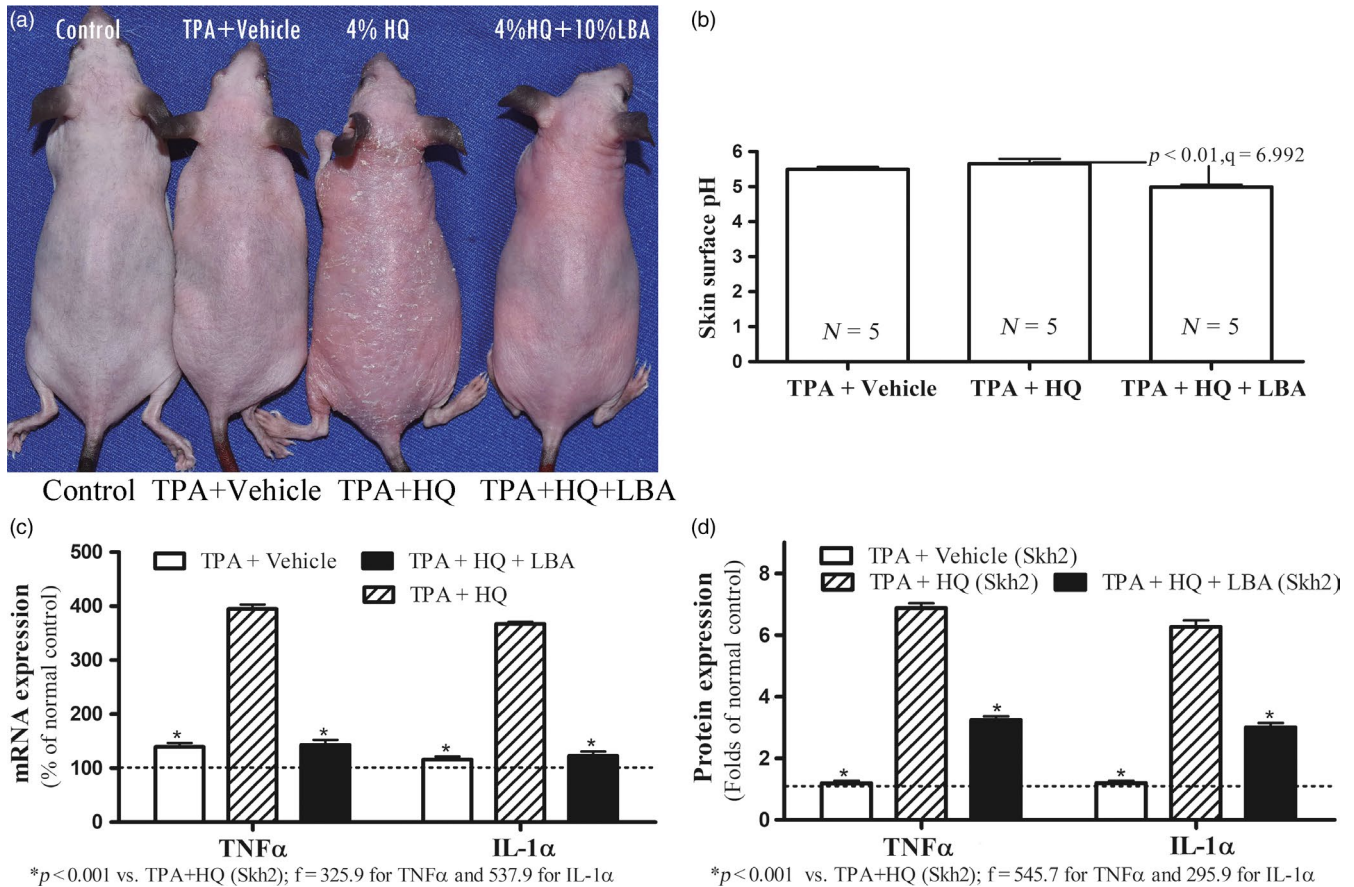 (a)
Control TPA+Vehicle 4% HQ 4%HQ+10%LBA
Control TPA+Vehicle TPA+HQ TPA+HQ+LBA
(b)
Skin surface pH
6
5
4
3
2
1
0
p < 0.01,q = 6.992
N = 5 N = 5 N = 5
TPA + Vehicle TPA + HQ TPA + HQ + LBA
(c)
mRNA expression
(% of normal control)
500
400
300
200
100
0
TPA + Vehicle TPA + HQ + LBA
TPA + HQ
* * * *
TNFα IL-1α
*p < 0.001 vs. TPA+HQ (Skh2); f = 325.9 for TNFα and 537.9 for IL-1α
(d)
Protein expression
(Folds of normal control)
8
6
4
2
0
TPA + Vehicle (Skh2)
TPA + HQ (Skh2) TPA + HQ + LBA (Skh2)
* * * *
TNFα IL-1α
*p < 0.001 vs. TPA+HQ (Skh2); f = 545.7 for TNFα and 295.9 for IL-1α